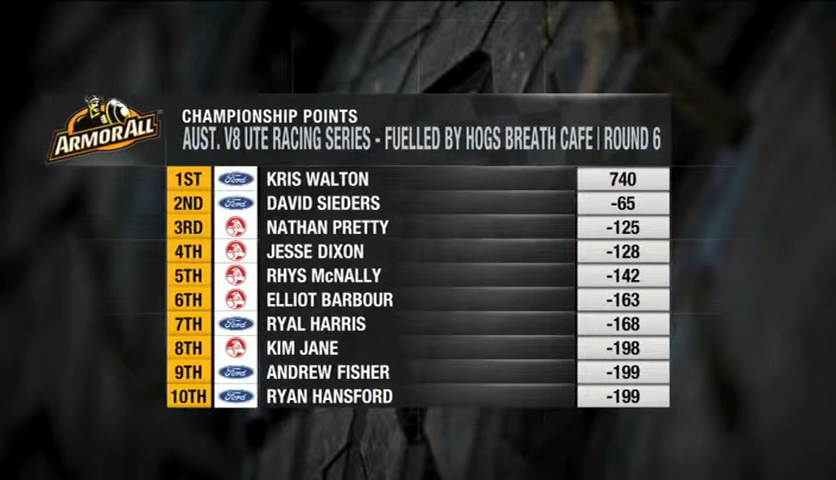 ARMOR ALL
CHAMPIONSHIP POINTS
AUST. V8 UTE RACING SERIES - FUELLED BY HOGS BREATH CAFE | ROUND 6
1ST Ford KRIS WALTON 740
2ND Ford DAVID SIEDERS -65
3RD NATHAN PRETTY -125
4TH JESSE DIXON -128
5TH RHYS McNALLY -142
6TH ELLIOT BARBOUR -163
7TH Ford RYAL HARRIS -168
8TH KIM JANE -198
9TH Ford ANDREW FISHER -199
10TH Ford RYAN HANSFORD -199